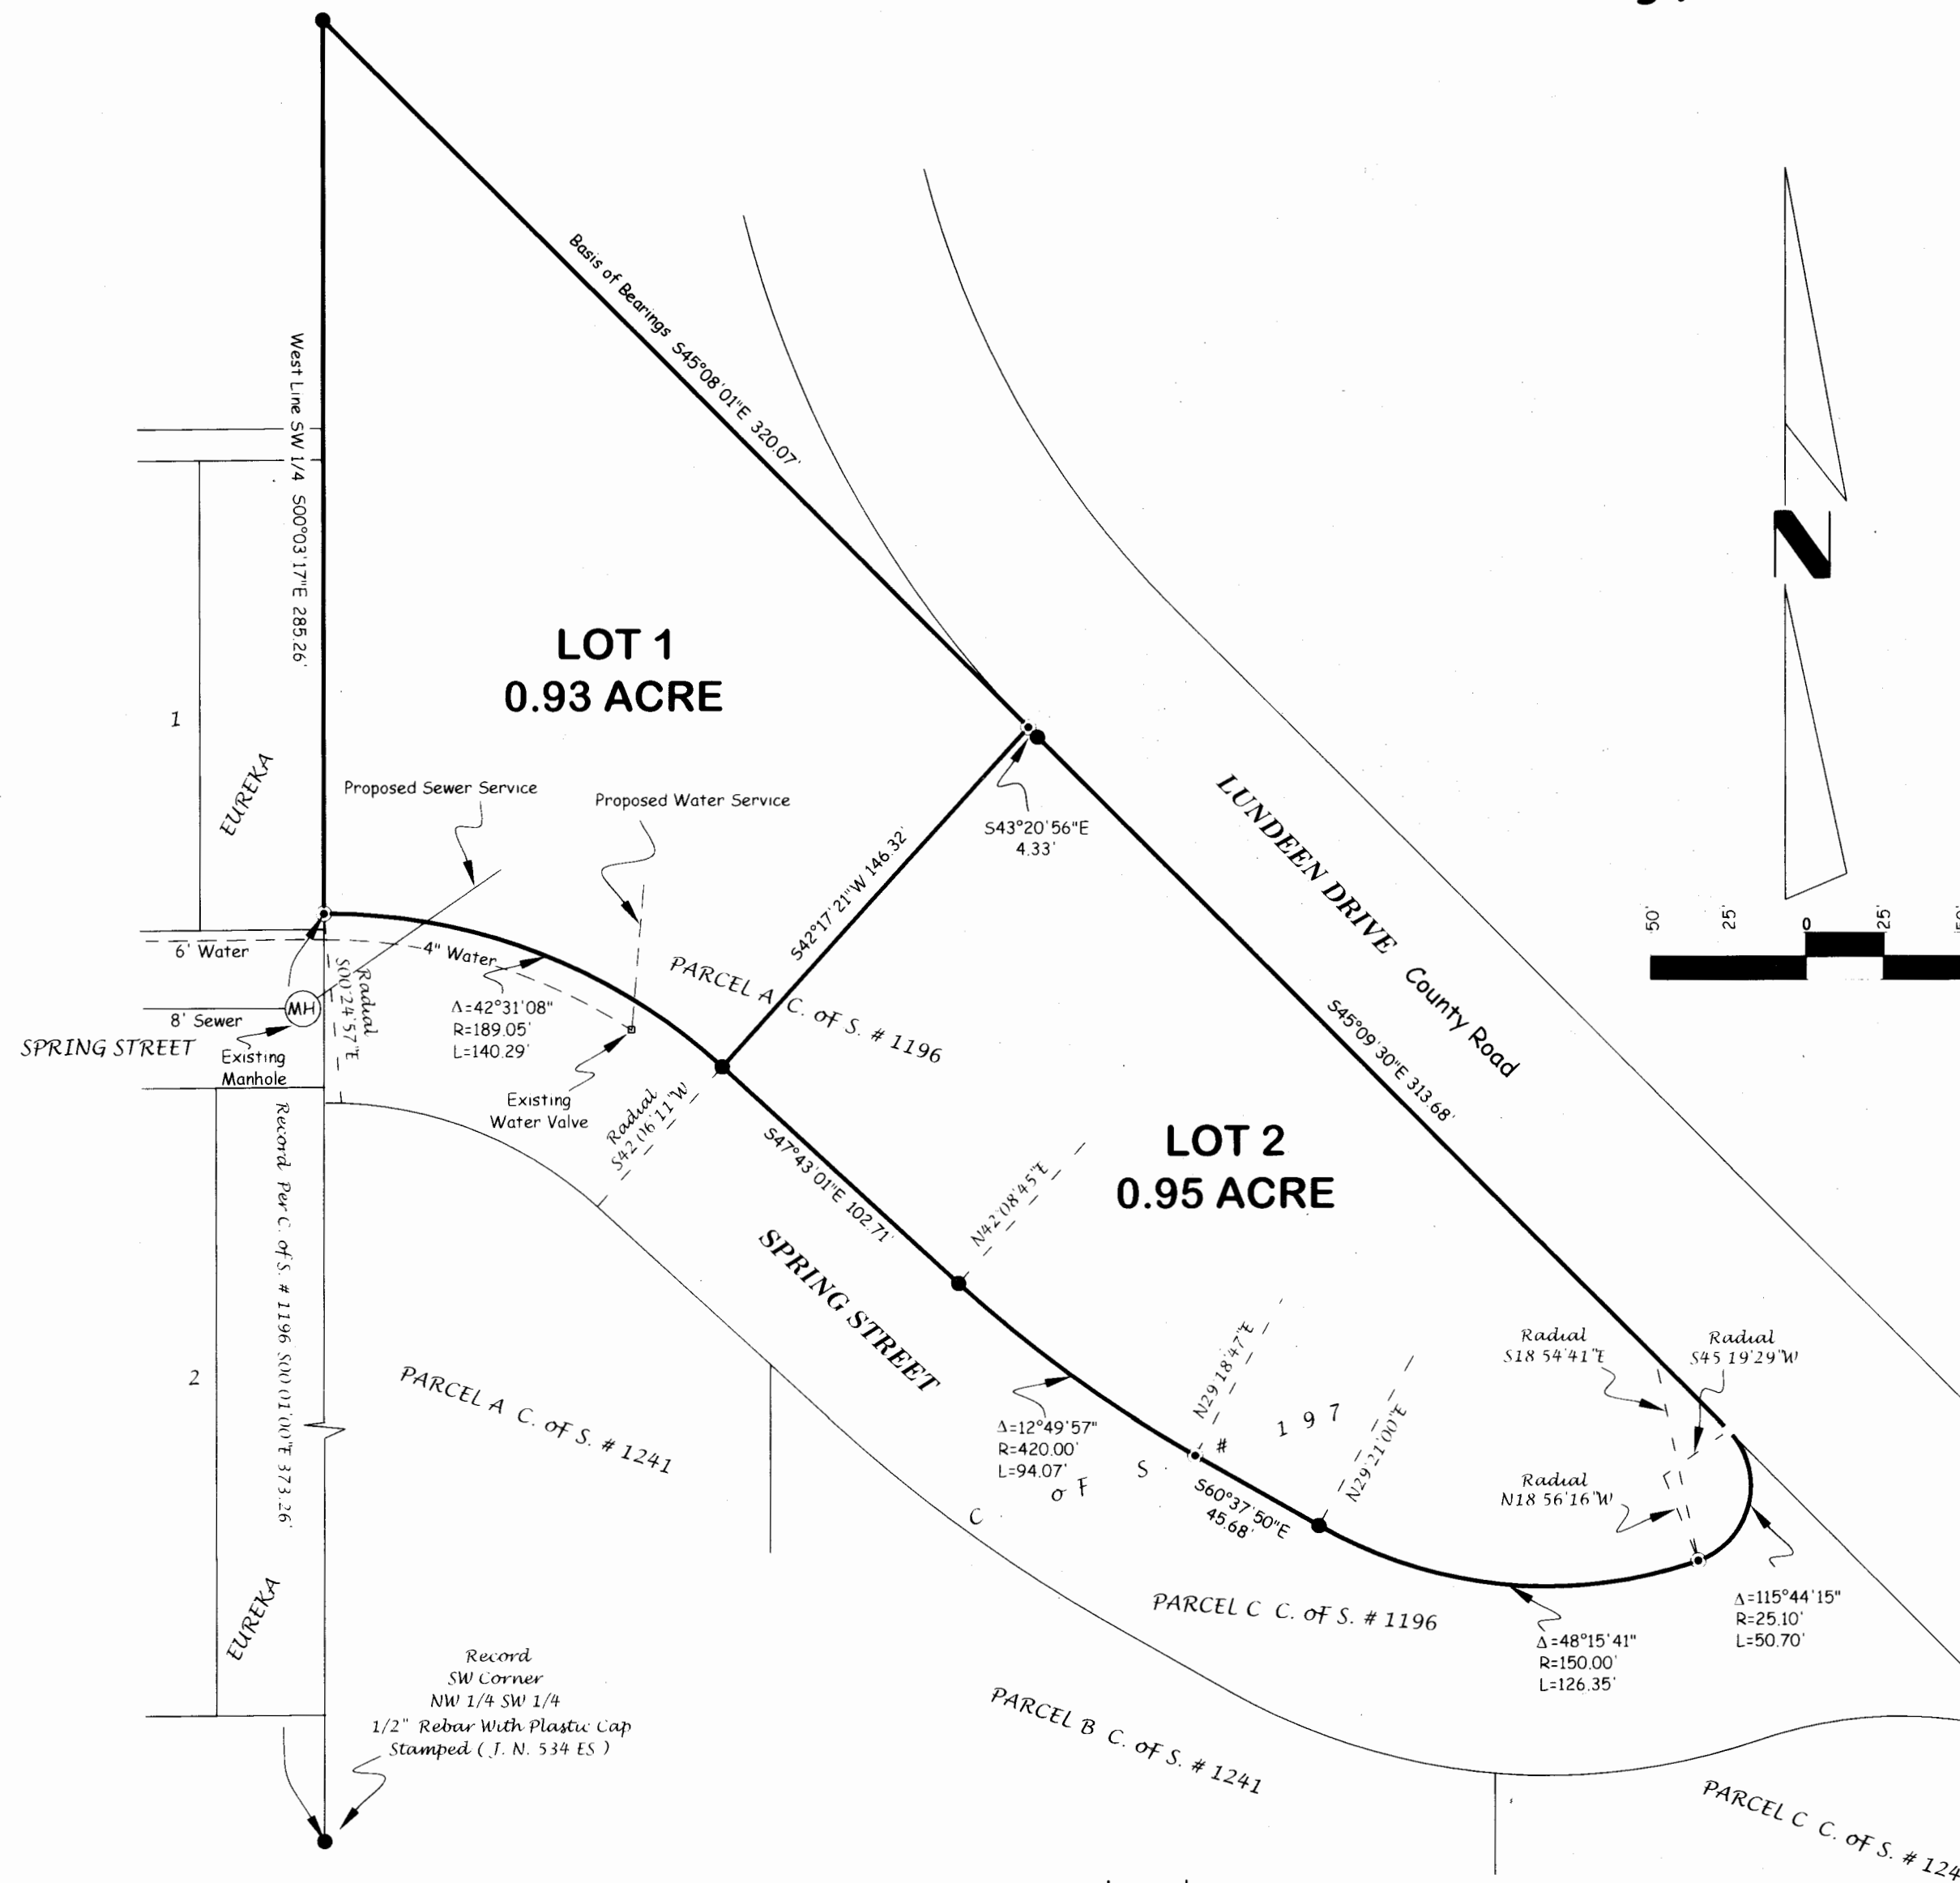 Basis of Bearings S45°08'01"E 320.07'
West Line SW 1/4 S00°03'17"E 285.26'
LOT 1
0.93 ACRE
N
1
EUREKA
Proposed Sewer Service
Proposed Water Service
S43°20'56"E
4.33'
S42°17'21"W 146.32'
LUNDEEN DRIVE County Road
50' 25' 0 25'
6' Water
4" Water
PARCEL A C. of S. # 1196
Radial
S00°24'57"E
Δ=42°31'08"
R=189.05'
L=140.29'
MH
8' Sewer
SPRING STREET
Existing
Manhole
Existing
Water Valve
Radial
S42°06'11"W
S45°09'30"E 313.68'
LOT 2
0.95 ACRE
S47°43'01"E 102.71'
N42°08'45"E
SPRING STREET
Record Per C. of S. # 1196 S00°01'00"E 373.26'
2
EUREKA
PARCEL A C. of S. # 1241
N29°18'47"E
N29°21'00"E
Radial
S18 54'41"E
Radial
S45 19'29"W
Δ=12°49'57"
R=420.00'
L=94.07'
C. of S. # 197
S60°37'50"E
45.68'
Radial
N18 56'16"W
Δ=115°44'15"
R=25.10'
L=50.70'
PARCEL C C. of S. # 1196
Δ=48°15'41"
R=150.00'
L=126.35'
Record
SW Corner
NW 1/4 SW 1/4
1/2" Rebar With Plastic Cap
Stamped ( J. N. 534 ES )
PARCEL B C. of S. # 1241
PARCEL C C. of S. # 124